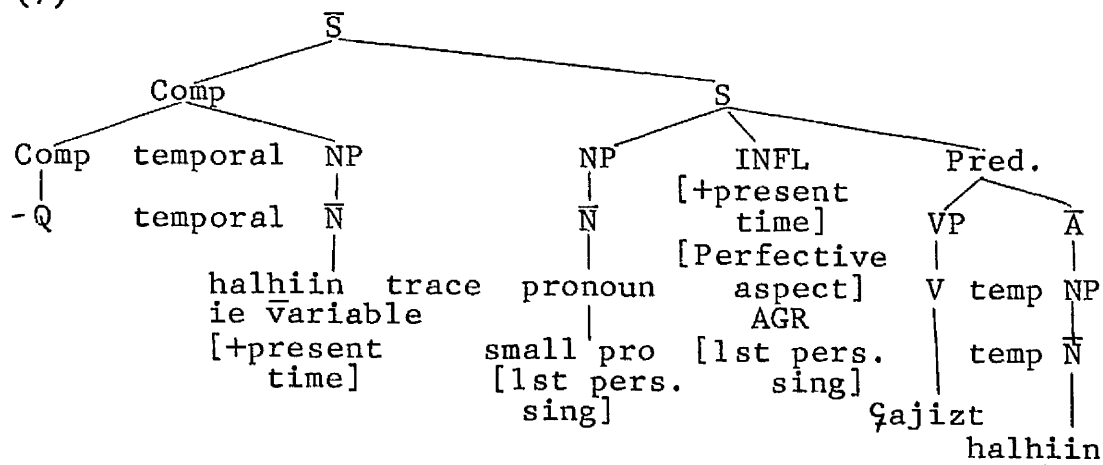 (7)
S̅
Comp S
Comp temporal NP NP INFL Pred.
[+present
-Q temporal N̅ N̅ time] VP A̅
[Perfective
halhiin trace pronoun aspect] V temp NP
ie v̅ariable AGR
[+present small pro [1st pers. temp N̅
time] [1st pers. sing]
sing] çajizt
halhiin